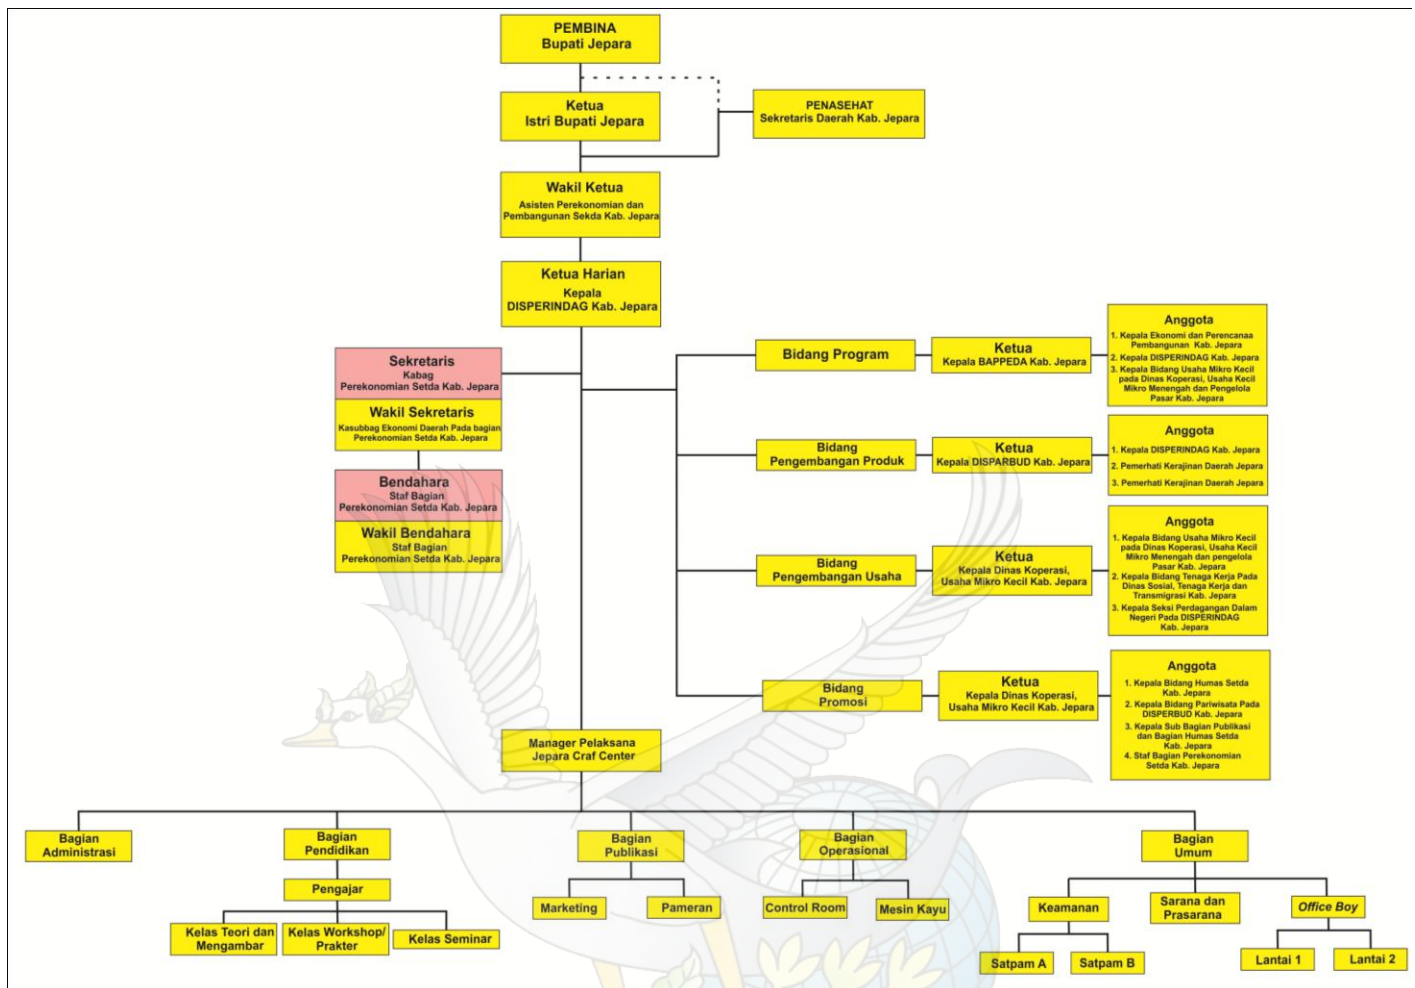 PEMBINA
Bupati Jepara
Ketua
Istri Bupati Jepara
PENASEHAT
Sekretaris Daerah Kab. Jepara
Wakil Ketua
Asisten Perekonomian dan
Pembangunan Sekda Kab. Jepara
Ketua Harian
Kepala
DISPERINDAG Kab. Jepara
Sekretaris
Kabag
Perekonomian Setda Kab. Jepara
Wakil Sekretaris
Kasubbag Ekonomi Daerah Pada bagian
Perekonomian Setda Kab. Jepara
Bendahara
Staf Bagian
Perekonomian Setda Kab. Jepara
Wakil Bendahara
Staf Bagian
Perekonomian Setda Kab. Jepara
Bidang Program
Ketua
Kepala BAPPEDA Kab. Jepara
Anggota
1. Kepala Ekonomi dan Perencanaa
Pembangunan Kab. Jepara
2. Kepala DISPERINDAG Kab. Jepara
3. Kepala Bidang Usaha Mikro Kecil
pada Dinas Koperasi, Usaha Kecil
Mikro Menengah dan Pengelola
Pasar Kab. Jepara
Bidang
Pengembangan Produk
Ketua
Kepala DISPARBUD Kab. Jepara
Anggota
1. Kepala DISPERINDAG Kab. Jepara
2. Pemerhati Kerajinan Daerah Jepara
3. Pemerhati Kerajinan Daerah Jepara
Bidang
Pengembangan Usaha
Ketua
Kepala Dinas Koperasi,
Usaha Mikro Kecil Kab. Jepara
Anggota
1. Kepala Bidang Usaha Mikro Kecil
pada Dinas Koperasi, Usaha Kecil
Mikro Menengah dan pengelola
Pasar Kab. Jepara
2. Kepala Bidang Tenaga Kerja Pada
Dinas Sosial, Tenaga Kerja dan
Transmigrasi Kab. Jepara
3. Kepala Seksi Perdagangan Dalam
Negeri Pada DISPERINDAG
Kab. Jepara
Bidang
Promosi
Ketua
Kepala Dinas Koperasi,
Usaha Mikro Kecil Kab. Jepara
Anggota
1. Kepala Bidang Humas Setda
Kab. Jepara
2. Kepala Bidang Pariwisata Pada
DISPERBUD Kab. Jepara
3. Kepala Sub Bagian Publikasi
dan Bagian Humas Setda
Kab. Jepara
4. Staf Bagian Perekonomian
Setda Kab. Jepara
Manager Pelaksana
Jepara Craf Center
Bagian
Administrasi
Bagian
Pendidikan
Pengajar
Kelas Teori dan
Mengambar
Kelas Workshop/
Prakter
Kelas Seminar
Bagian
Publikasi
Marketing
Pameran
Bagian
Operasional
Control Room
Mesin Kayu
Bagian
Umum
Keamanan
Sarana dan
Prasarana
Office Boy
Satpam A
Satpam B
Lantai 1
Lantai 2